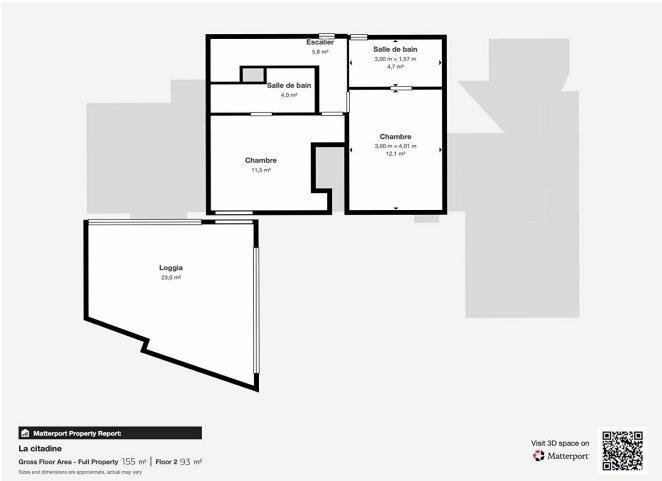 Escalier
5,8 m²
Salle de bain
3,00 m × 1,57 m
4,7 m²
Salle de bain
4,0 m²
Chambre
3,00 m × 4,01 m
12,1 m²
Chambre
11,5 m²
Loggia
23,0 m²
Matterport Property Report:
La citadine
Gross Floor Area - Full Property 155 m² | Floor 2 93 m²
Sizes and dimensions are approximate, actual may vary
Visit 3D space on
Matterport